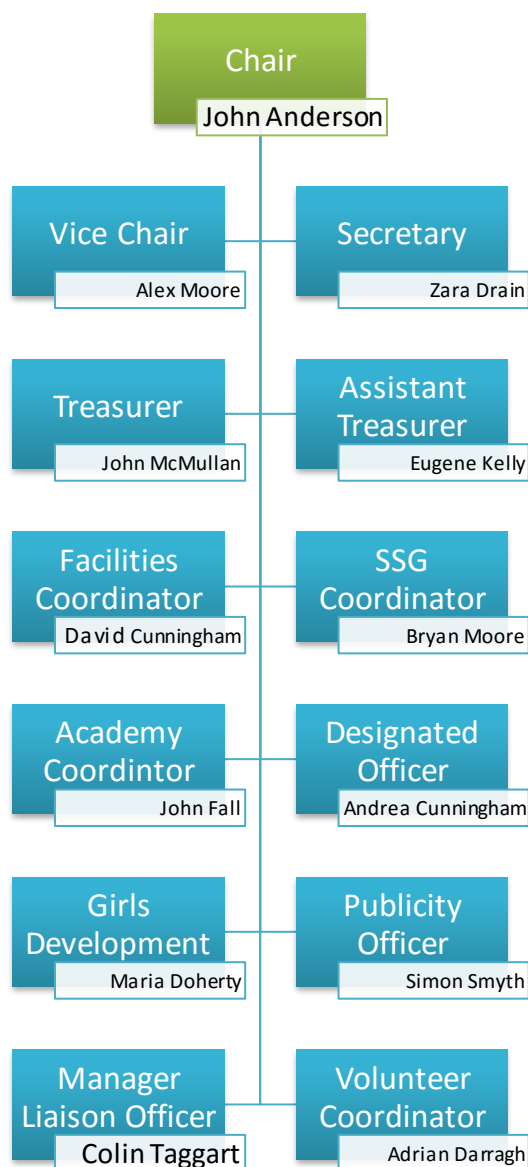 Chair
John Anderson
Vice Chair
Alex Moore
Secretary
Zara Drain
Treasurer
John McMullan
Assistant
Treasurer
Eugene Kelly
Facilities
Coordinator
David Cunningham
SSG
Coordinator
Bryan Moore
Academy
Coordintor
John Fall
Designated
Officer
Andrea Cunningham
Girls
Development
Maria Doherty
Publicity
Officer
Simon Smyth
Manager
Liaison Officer
Colin Taggart
Volunteer
Coordinator
Adrian Darragh